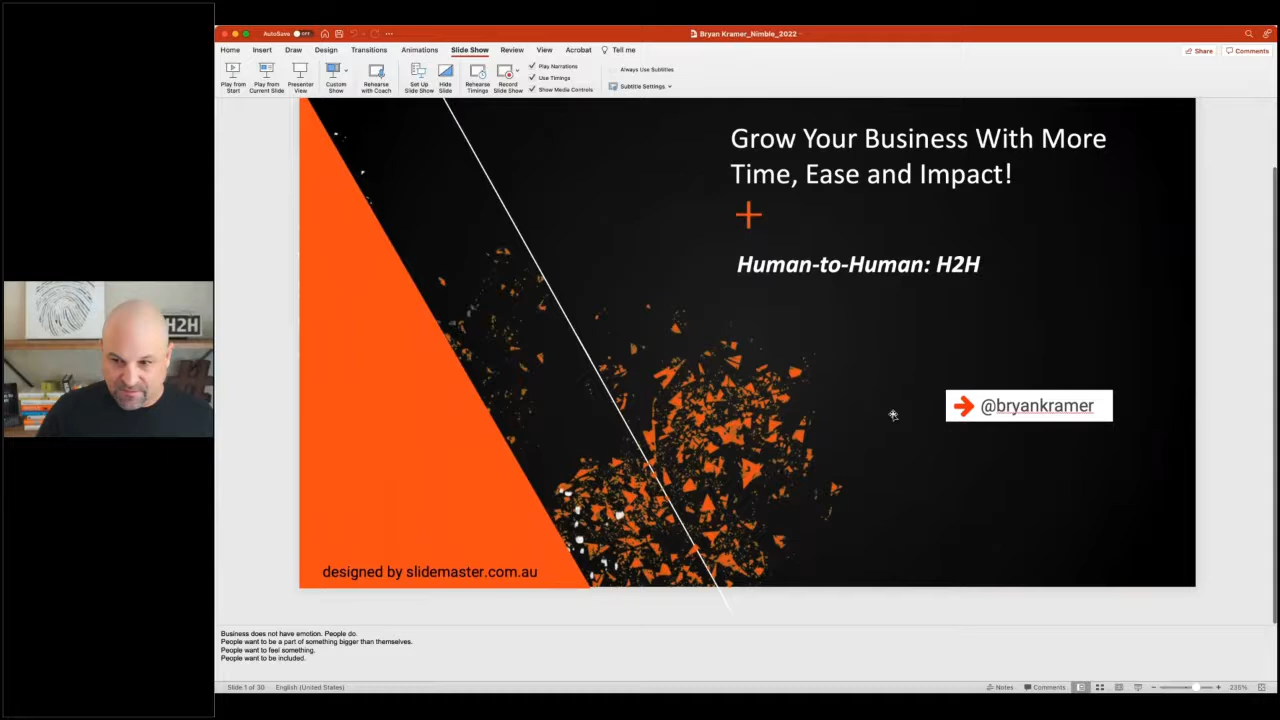 AutoSave OFF
Bryan Kramer_Nimble_2022
Home Insert Draw Design Transitions Animations Slide Show Review View Acrobat Tell me
Share Comments
Play from Start
Play from Current Slide
Presenter View
Custom Show
Rehearse with Coach
Set Up Slide Show
Hide Slide
Rehearse Timings
Record Slide Show
Play Narrations
Use Timings
Show Media Controls
Always Use Subtitles
Subtitle Settings
Grow Your Business With More
Time, Ease and Impact!
Human-to-Human: H2H
H2H
@bryankramer
designed by slidemaster.com.au
Business does not have emotion. People do.
People want to be a part of something bigger than themselves.
People want to feel something.
People want to be included.
Slide 1 of 30 English (United States) Notes Comments 235%